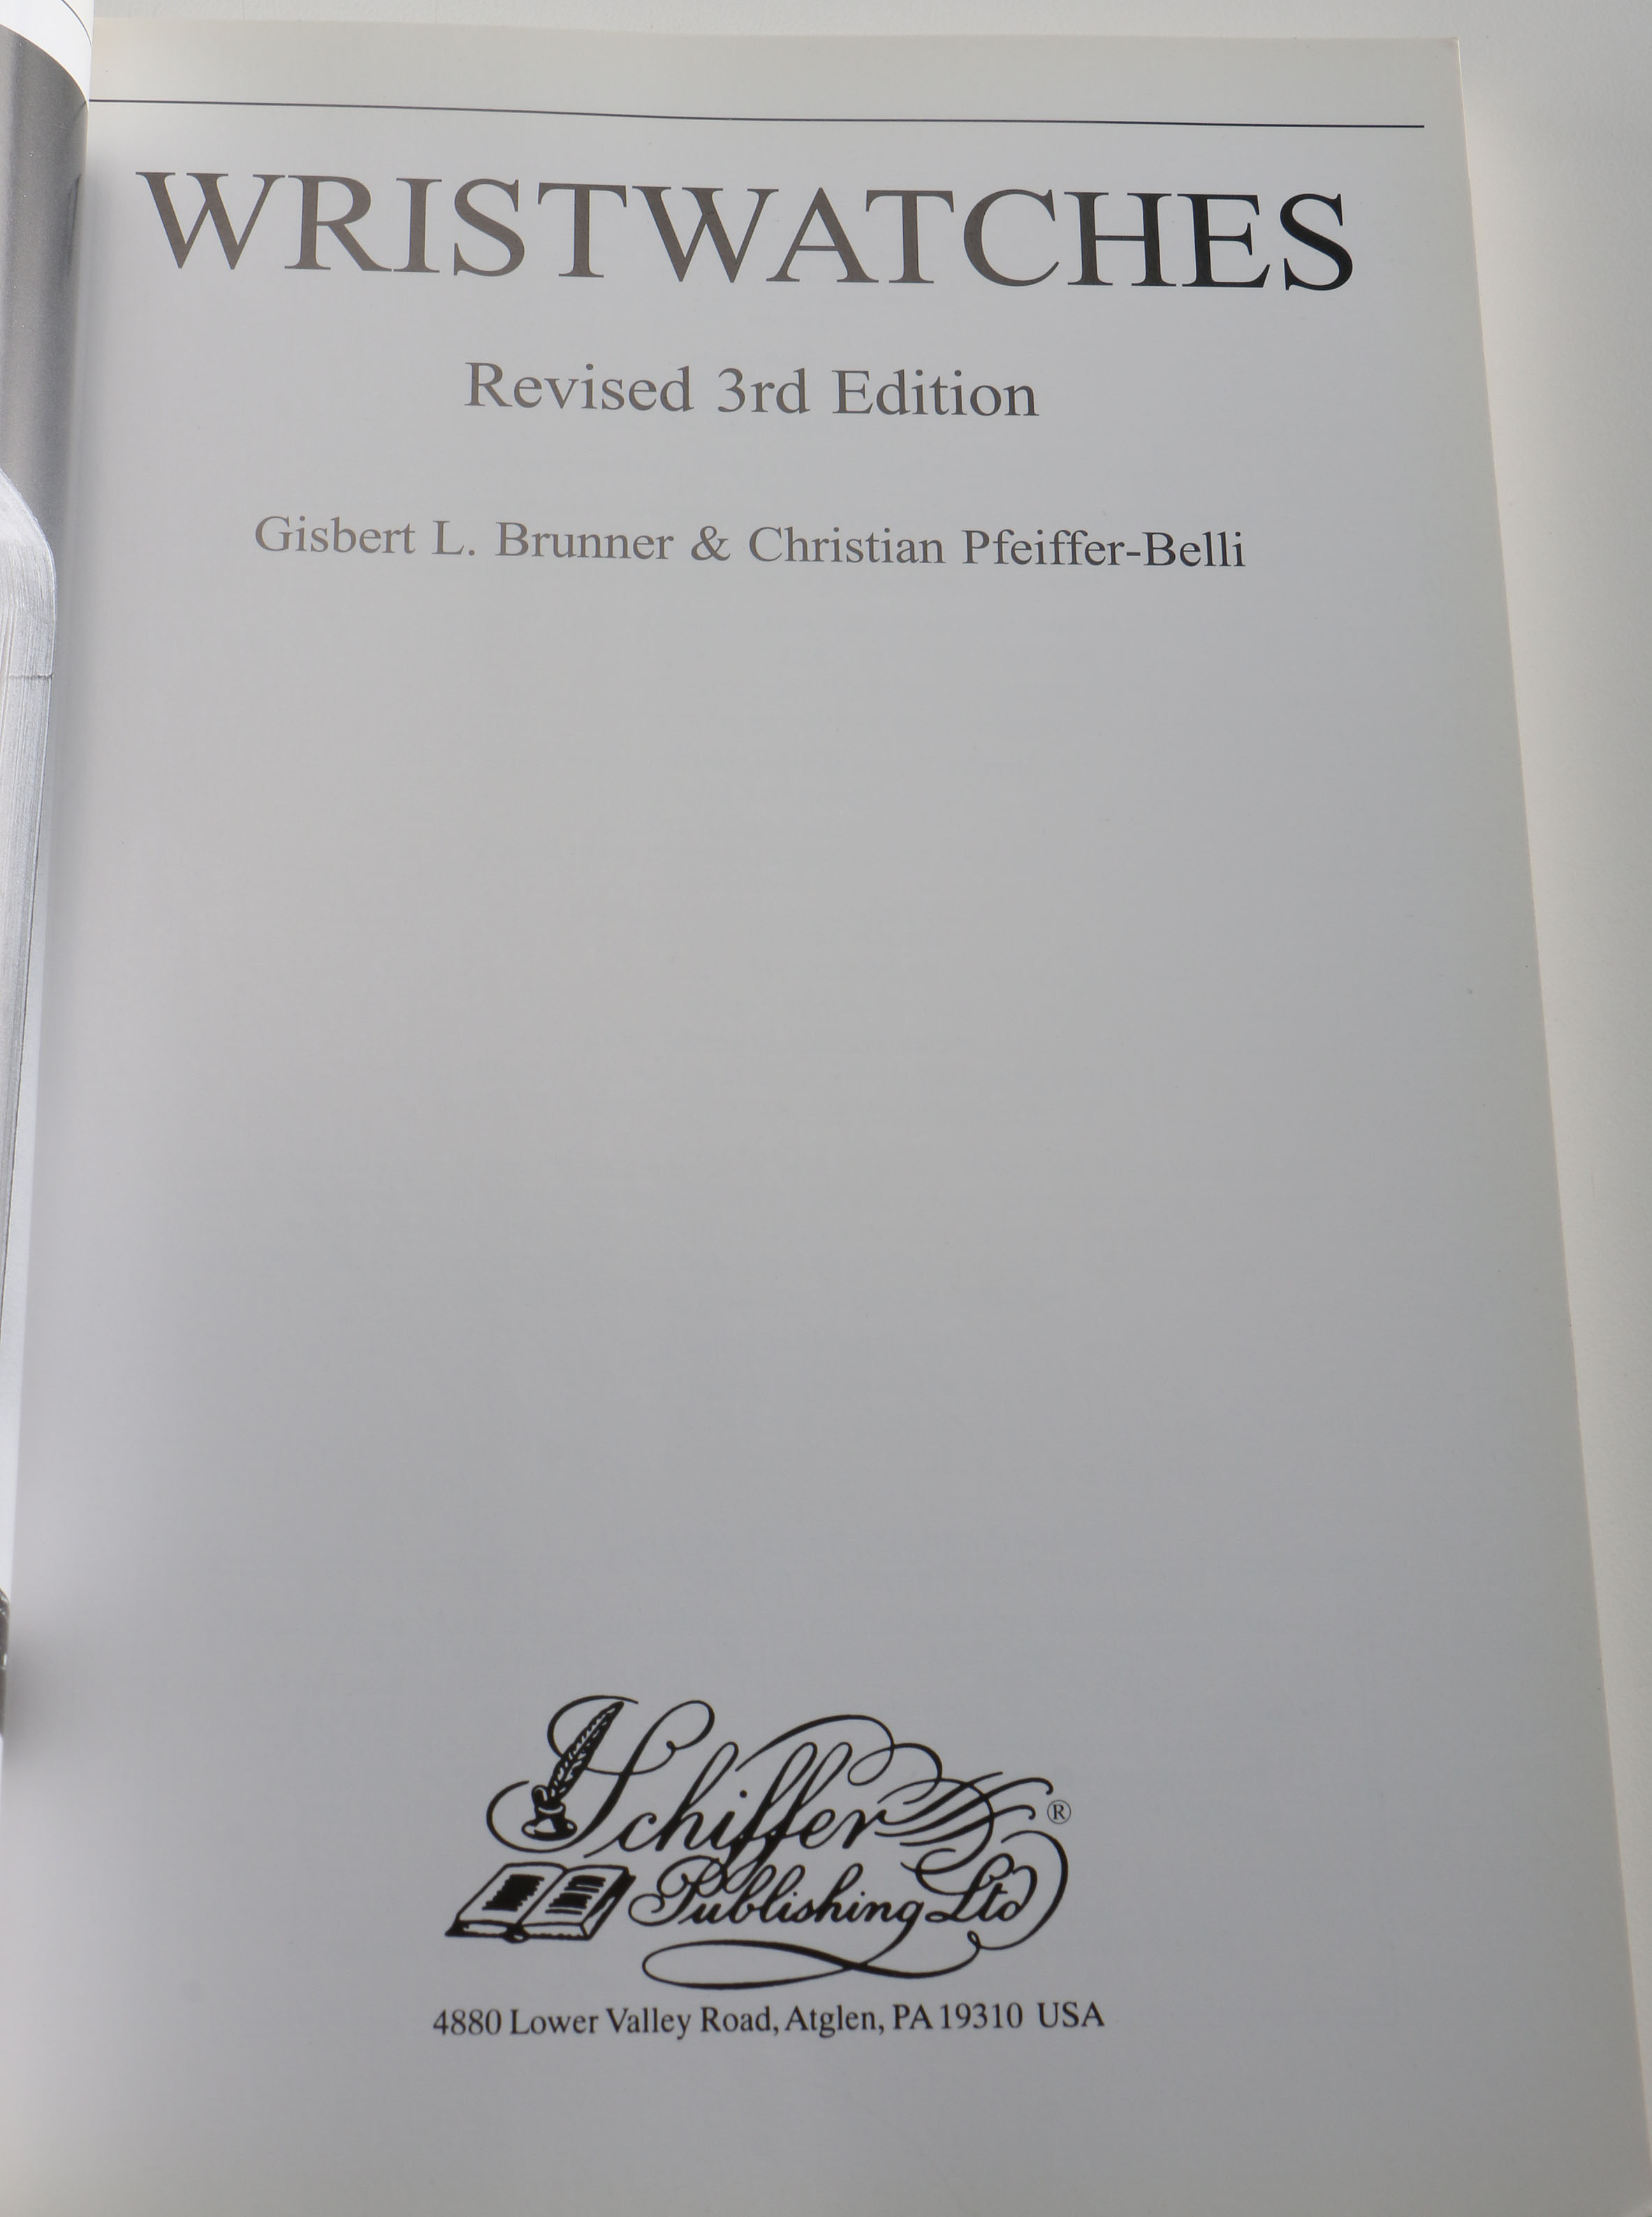 WRISTWATCHES
Revised 3rd Edition
Gisbert L. Brunner & Christian Pfeiffer-Belli
Schiffer ®
Publishing Ltd
4880 Lower Valley Road, Atglen, PA 19310 USA